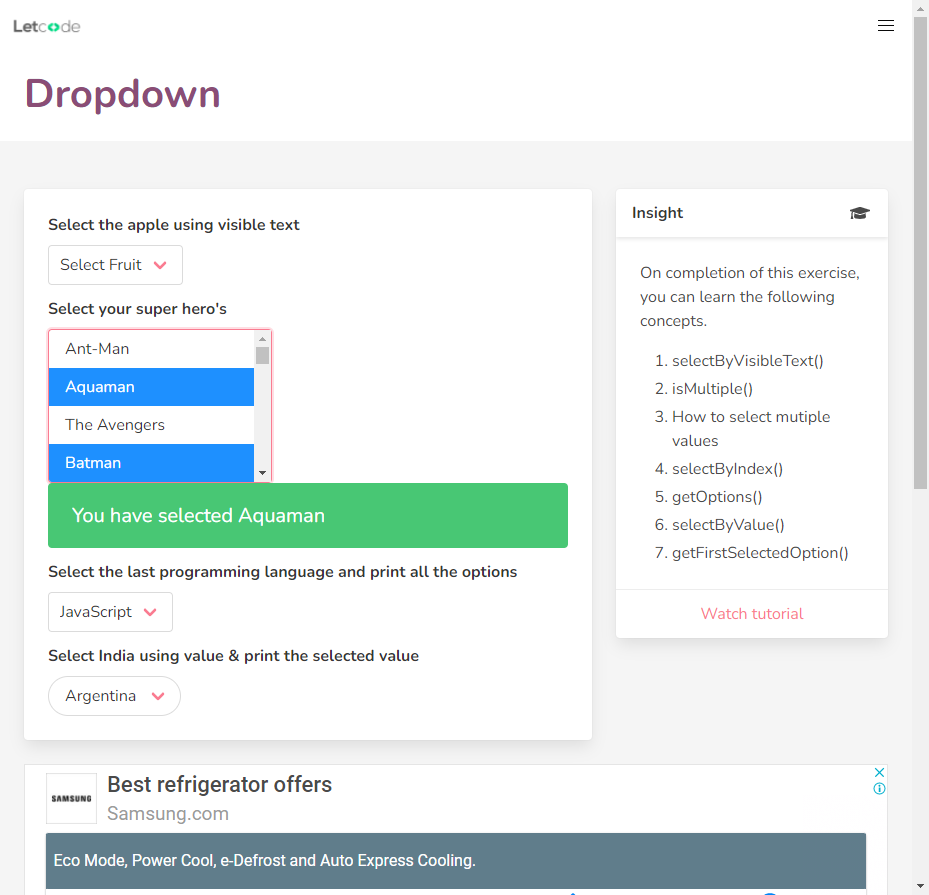 Letcode
Dropdown
Select the apple using visible text
Select Fruit
Select your super hero's
Ant-Man
Aquaman
The Avengers
Batman
You have selected Aquaman
Select the last programming language and print all the options
JavaScript
Select India using value & print the selected value
Argentina
Insight
On completion of this exercise,
you can learn the following
concepts.
1. selectByVisibleText()
2. isMultiple()
3. How to select mutiple
values
4. selectByIndex()
5. getOptions()
6. selectByValue()
7. getFirstSelectedOption()
Watch tutorial
SAMSUNG
Best refrigerator offers
Samsung.com
Eco Mode, Power Cool, e-Defrost and Auto Express Cooling.